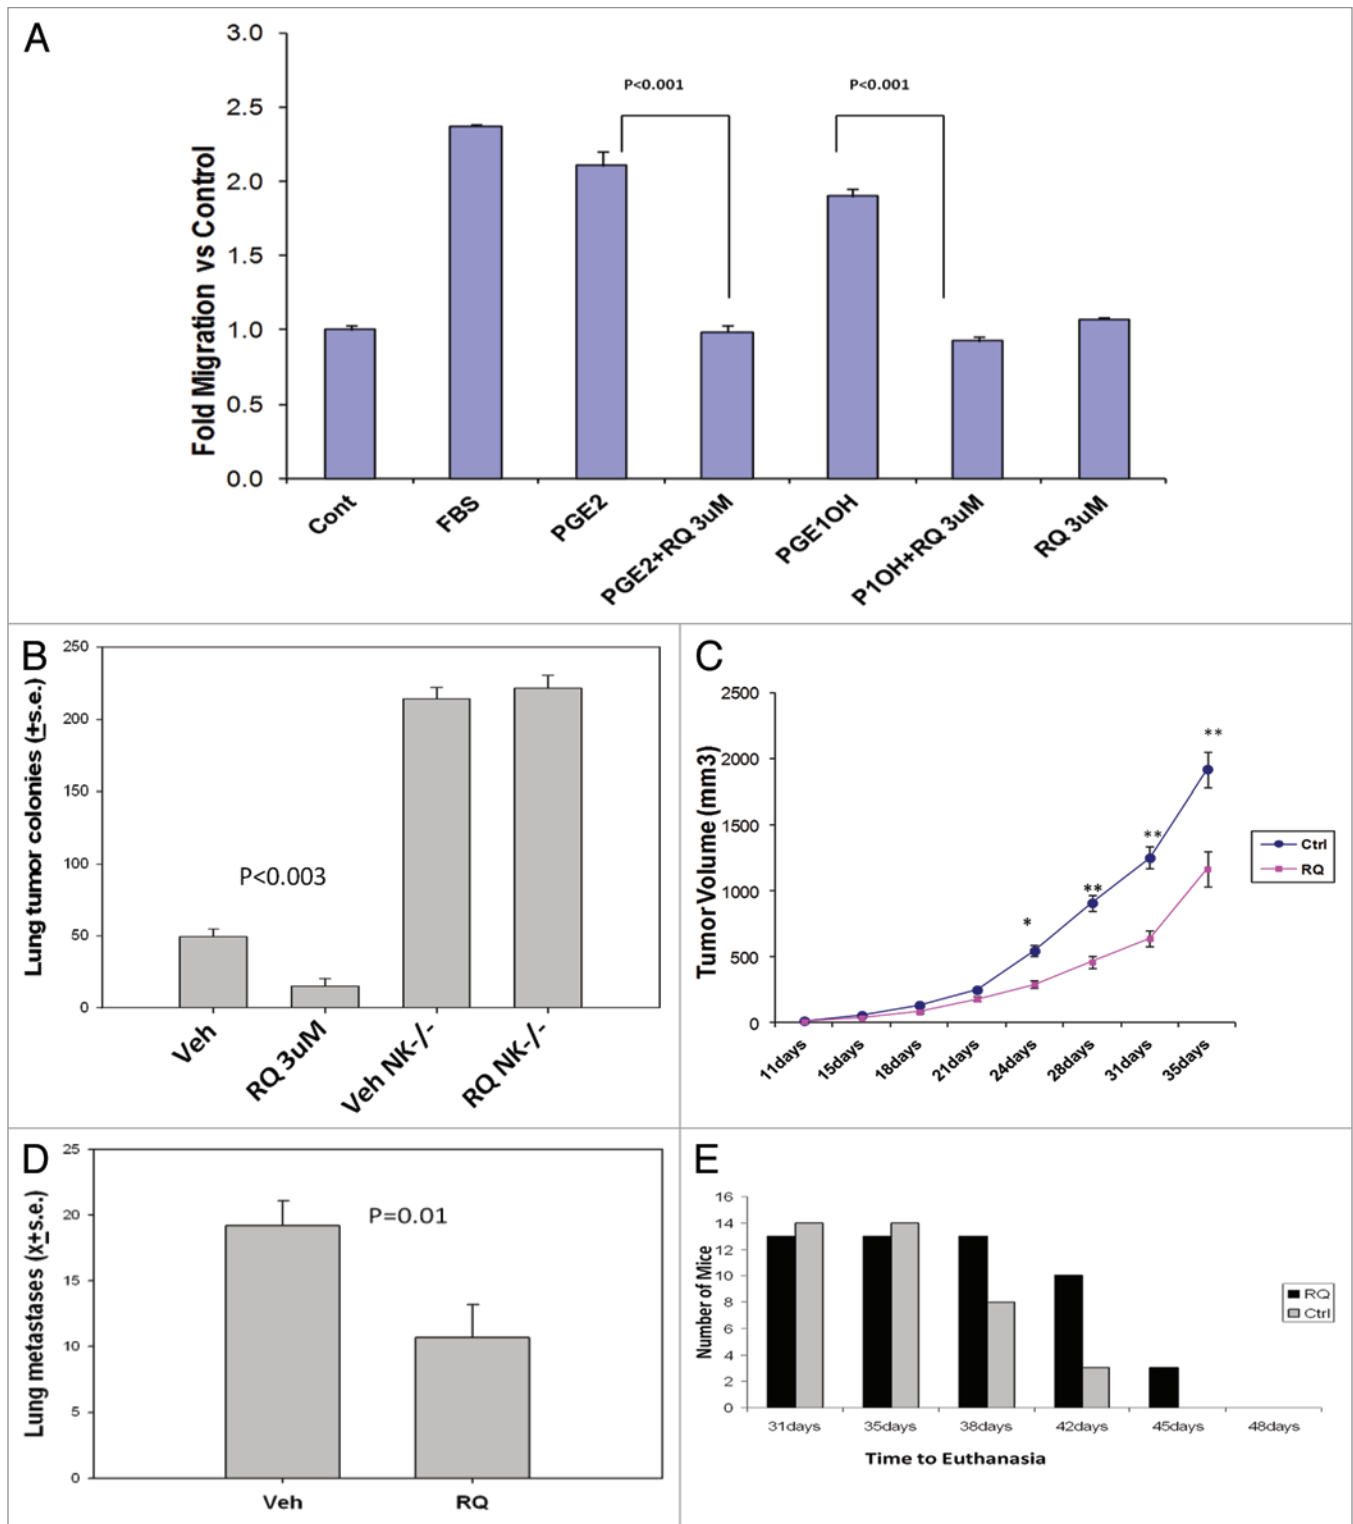 A
Fold Migration vs Control
3.0
2.5
2.0
1.5
1.0
0.5
0.0
P<0.001
P<0.001
Cont
FBS
PGE2
PGE2+RQ 3uM
PGE1OH
P1OH+RQ 3uM
RQ 3uM
B
Lung tumor colonies (±s.e.)
250
200
150
100
50
0
P<0.003
Veh
RQ 3uM
Veh NK-/-
RQ NK-/-
C
Tumor Volume (mm3)
2500
2000
1500
1000
500
0
*
**
**
**
Ctrl
RQ
11days
15days
18days
21days
24days
28days
31days
35days
D
Lung metastases (x±s.e.)
25
20
15
10
5
0
P=0.01
Veh
RQ
E
Number of Mice
16
14
12
10
8
6
4
2
0
RQ
Ctrl
31days
35days
38days
42days
45days
48days
Time to Euthanasia